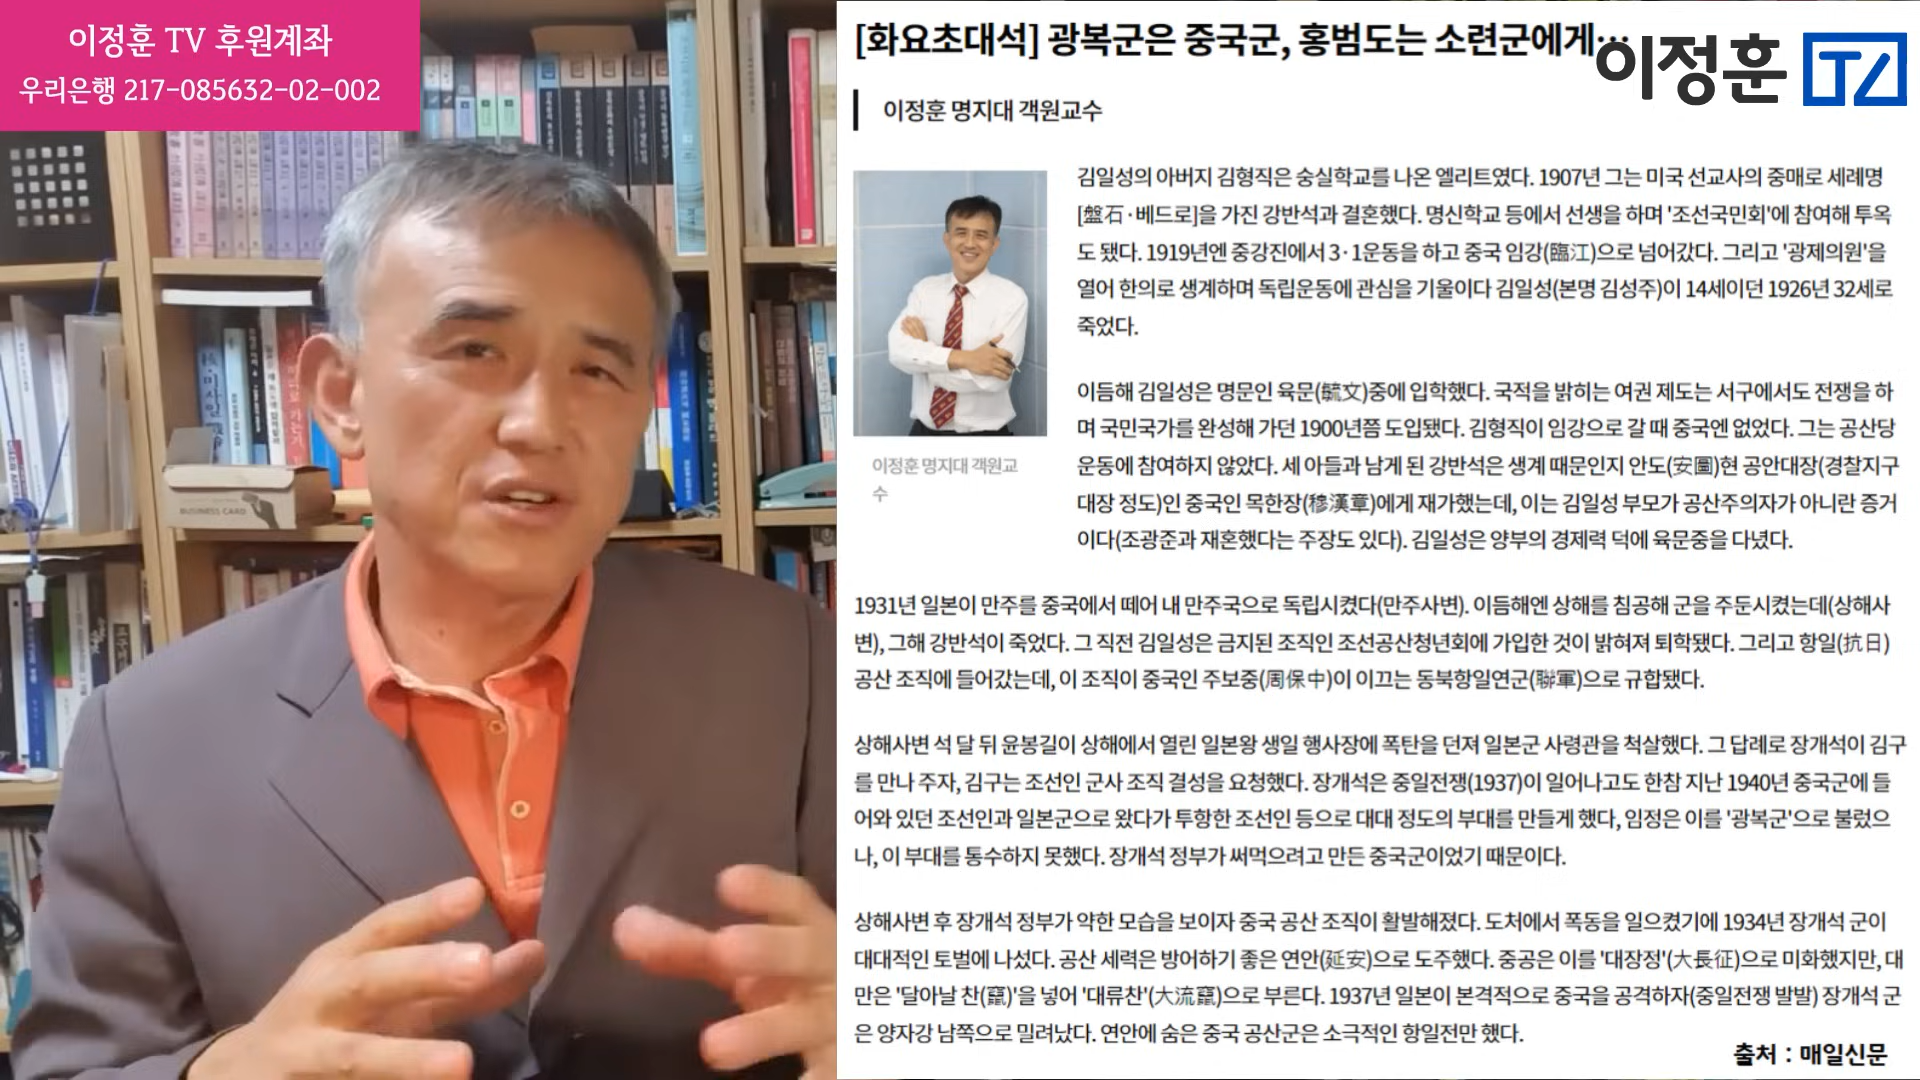 이정훈 TV 후원계좌
우리은행 217-085632-02-002
BUSINESS CARD
[화요초대석] 광복군은 중국군, 홍범도는 소련군에게…
이정훈 TV
이정훈 명지대 객원교수
김일성의 아버지 김형직은 숭실학교를 나온 엘리트였다. 1907년 그는 미국 선교사의 중매로 세례명
[盤石·베드로]을 가진 강반석과 결혼했다. 명신학교 등에서 선생을 하며 '조선국민회'에 참여해 투옥
도 됐다. 1919년엔 중강진에서 3·1운동을 하고 중국 임강(臨江)으로 넘어갔다. 그리고 '광제의원'을
열어 한의로 생계하며 독립운동에 관심을 기울이다 김일성(본명 김성주)이 14세이던 1926년 32세로
죽었다.
이정훈 명지대 객원교
수
이듬해 김일성은 명문인 육문(毓文)중에 입학했다. 국적을 밝히는 여권 제도는 서구에서도 전쟁을 하
며 국민국가를 완성해 가던 1900년쯤 도입됐다. 김형직이 임강으로 갈 때 중국엔 없었다. 그는 공산당
운동에 참여하지 않았다. 세 아들과 남게 된 강반석은 생계 때문인지 안도(安圖)현 공안대장(경찰지구
대장 정도)인 중국인 목한장(穆漢章)에게 재가했는데, 이는 김일성 부모가 공산주의자가 아니란 증거
이다(조광준과 재혼했다는 주장도 있다). 김일성은 양부의 경제력 덕에 육문중을 다녔다.
1931년 일본이 만주를 중국에서 떼어 내 만주국으로 독립시켰다(만주사변). 이듬해엔 상해를 침공해 군을 주둔시켰는데(상해사
변), 그해 강반석이 죽었다. 그 직전 김일성은 금지된 조직인 조선공산청년회에 가입한 것이 밝혀져 퇴학됐다. 그리고 항일(抗日)
공산 조직에 들어갔는데, 이 조직이 중국인 주보중(周保中)이 이끄는 동북항일연군(聯軍)으로 규합됐다.
상해사변 석 달 뒤 윤봉길이 상해에서 열린 일본왕 생일 행사장에 폭탄을 던져 일본군 사령관을 척살했다. 그 답례로 장개석이 김구
를 만나 주자, 김구는 조선인 군사 조직 결성을 요청했다. 장개석은 중일전쟁(1937)이 일어나고도 한참 지난 1940년 중국군에 들
어와 있던 조선인과 일본군으로 왔다가 투항한 조선인 등으로 대대 정도의 부대를 만들게 했다, 임정은 이를 '광복군'으로 불렀으
나, 이 부대를 통수하지 못했다. 장개석 정부가 써먹으려고 만든 중국군이었기 때문이다.
상해사변 후 장개석 정부가 약한 모습을 보이자 중국 공산 조직이 활발해졌다. 도처에서 폭동을 일으켰기에 1934년 장개석 군이
대대적인 토벌에 나섰다. 공산 세력은 방어하기 좋은 연안(延安)으로 도주했다. 중공은 이를 '대장정'(大長征)으로 미화했지만, 대
만은 '달아날 찬(竄)'을 넣어 '대류찬'(大流竄)으로 부른다. 1937년 일본이 본격적으로 중국을 공격하자(중일전쟁 발발) 장개석 군
은 양자강 남쪽으로 밀려났다. 연안에 숨은 중국 공산군은 소극적인 항일전만 했다.
출처 : 매일신문